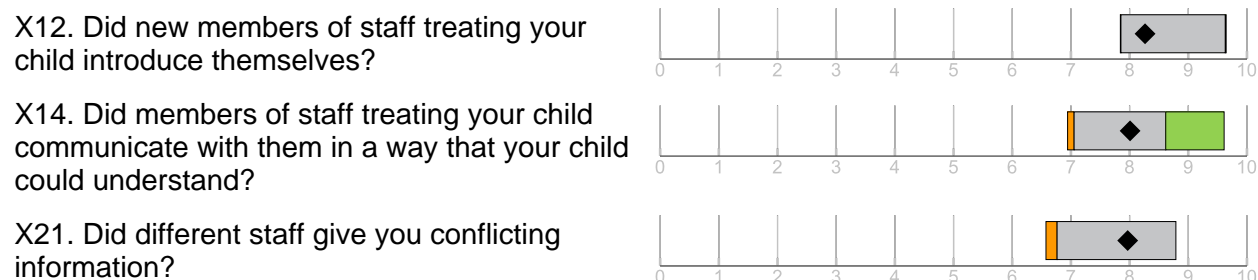 X12. Did new members of staff treating your
child introduce themselves?
0 1 2 3 4 5 6 7 8 9 10
X14. Did members of staff treating your child
communicate with them in a way that your child
could understand?
0 1 2 3 4 5 6 7 8 9 10
X21. Did different staff give you conflicting
information?
0 1 2 3 4 5 6 7 8 9 10